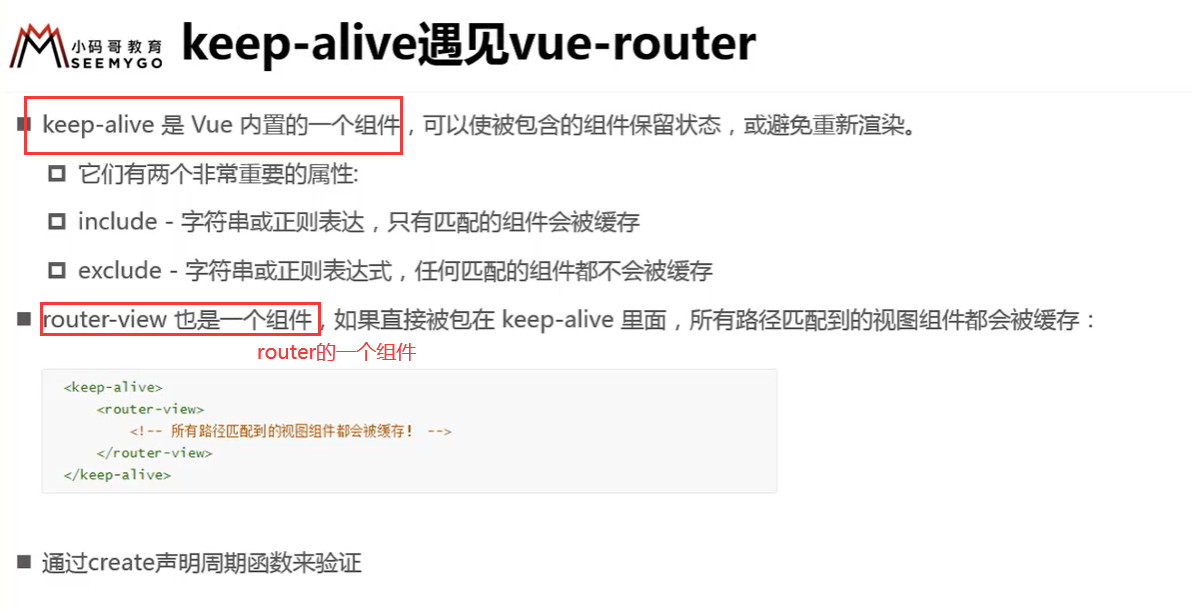 小码哥教育
SEEMYGO
keep-alive遇见vue-router
keep-alive 是 Vue 内置的一个组件，可以使被包含的组件保留状态，或避免重新渲染。
它们有两个非常重要的属性:
include - 字符串或正则表达，只有匹配的组件会被缓存
exclude - 字符串或正则表达式，任何匹配的组件都不会被缓存
router-view 也是一个组件，如果直接被包在 keep-alive 里面，所有路径匹配到的视图组件都会被缓存：
router的一个组件
<keep-alive>
<router-view>
<!-- 所有路径匹配到的视图组件都会被缓存! -->
</router-view>
</keep-alive>
通过create声明周期函数来验证